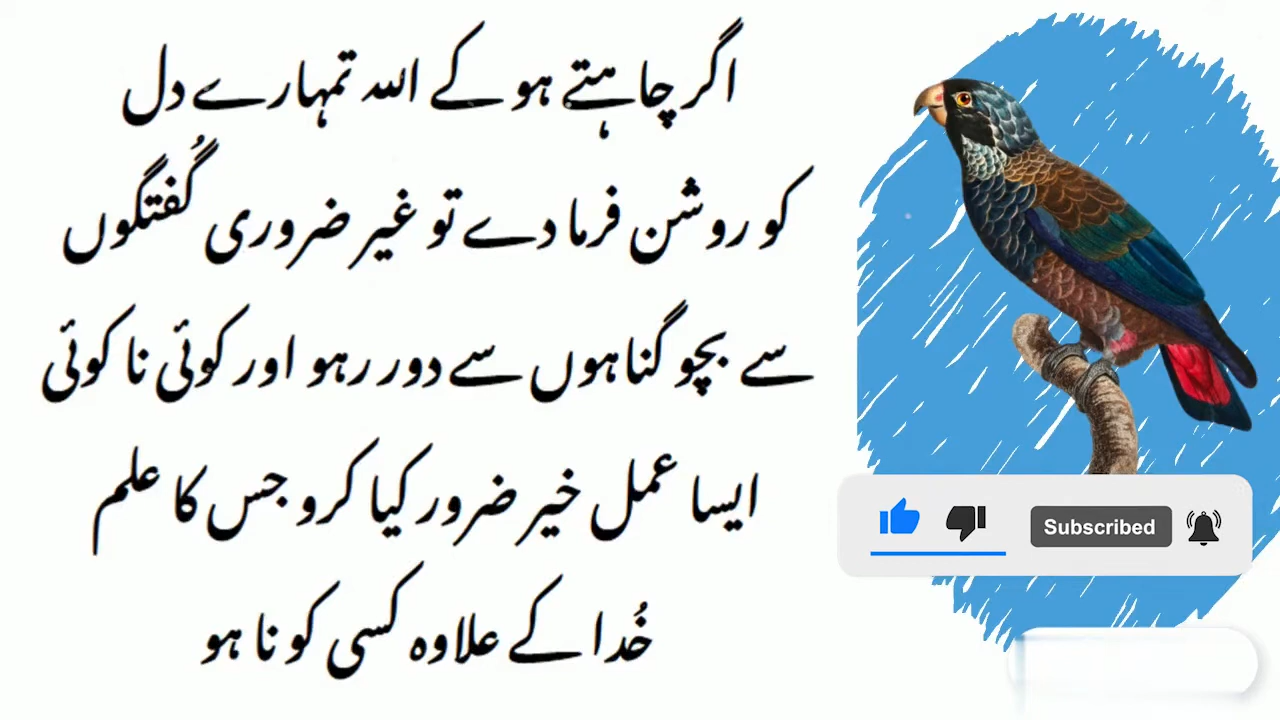 اگر چاہتے ہو کے اللہ تمہارے دل
کو روشن فرما دے تو غیر ضروری گُفتگوں
سے بچو گناہوں سے دور رہو اور کوئی نا کوئی
ایسا عمل خیر ضرور کیا کرو جس کا علم
خُدا کے علاوہ کسی کو نا ہو
Subscribed